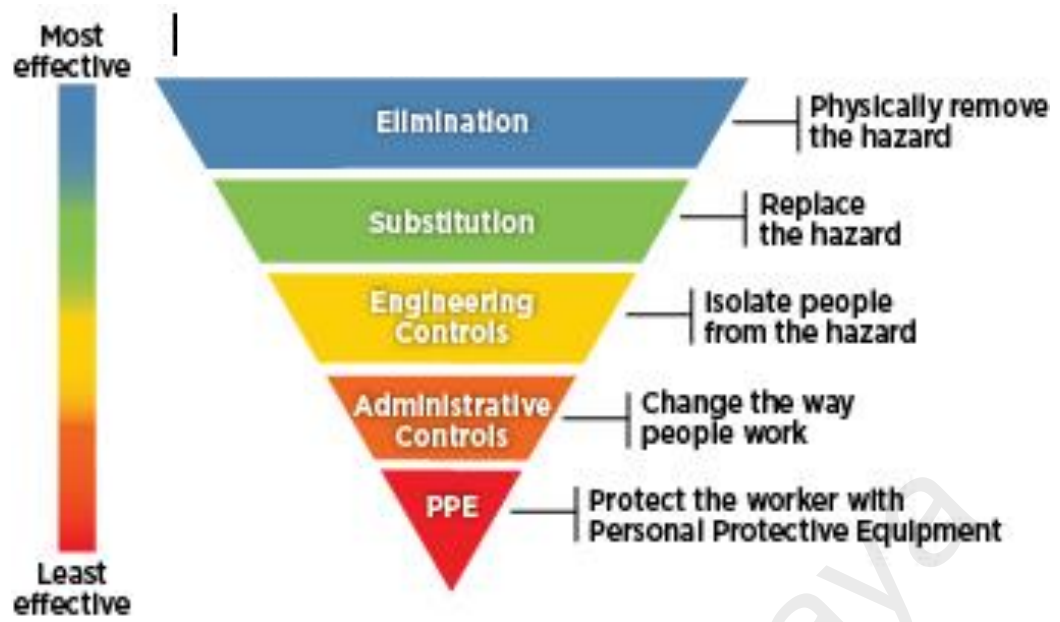 Most
effective
Elimination
Physically remove
the hazard
Substitution
Replace
the hazard
Engineering
Controls
Isolate people
from the hazard
Administrative
Controls
Change the way
people work
PPE
Protect the worker with
Personal Protective Equipment
Least
effective
aya